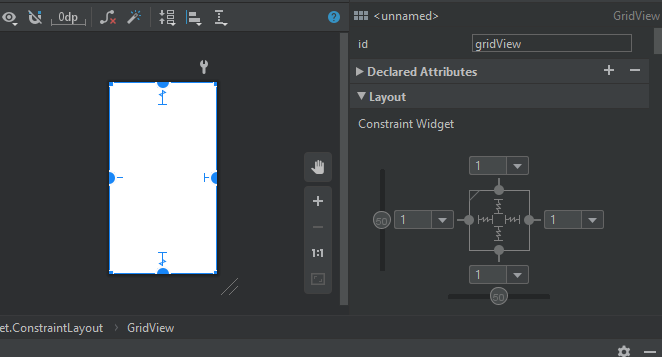 0dp
?
<unnamed>
GridView
id
gridView
Declared Attributes
Layout
Constraint Widget
1
50
1
1
1
50
1:1
et.ConstraintLayout
GridView